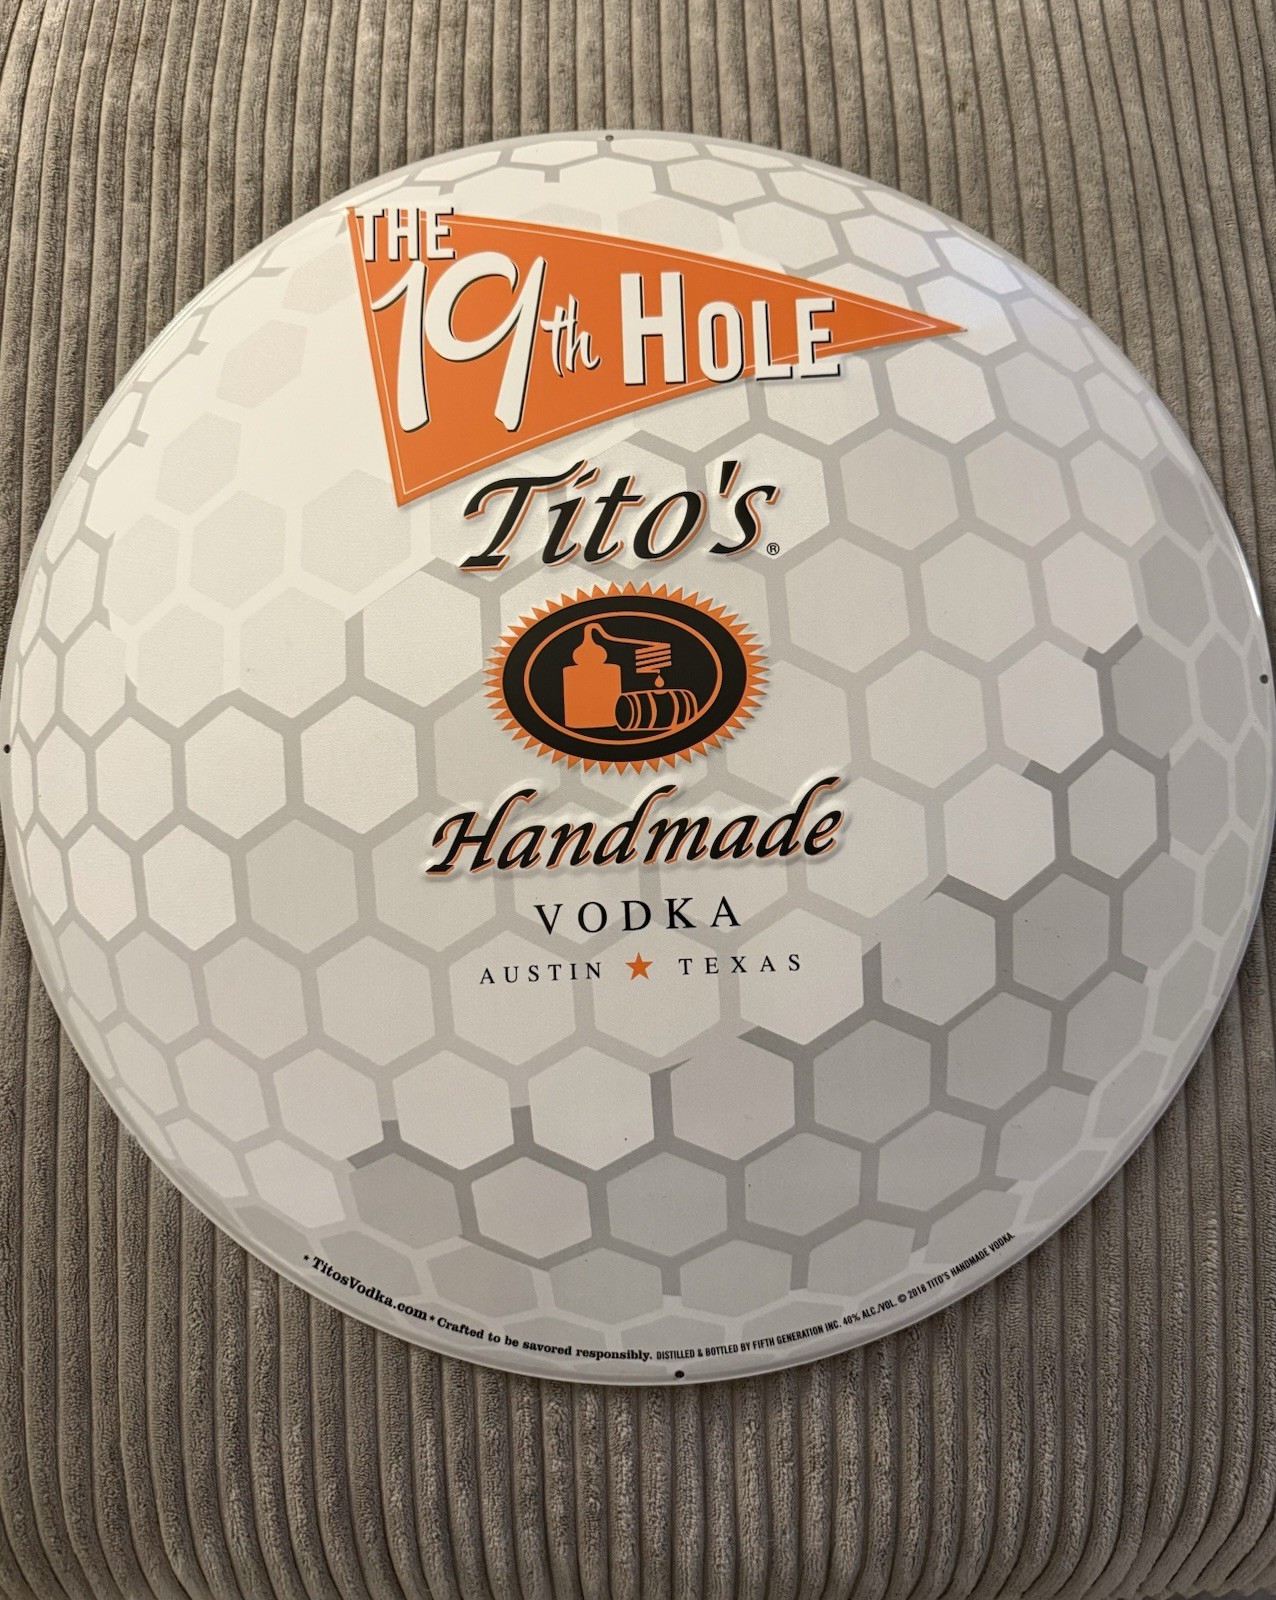 THE
19th HOLE
Tito's®
Handmade
VODKA
AUSTIN ★ TEXAS
* TitosVodka.com * Crafted to be savored responsibly. DISTILLED & BOTTLED BY FIFTH GENERATION INC. 40% ALC./VOL. © 2018 TITO'S HANDMADE VODKA.